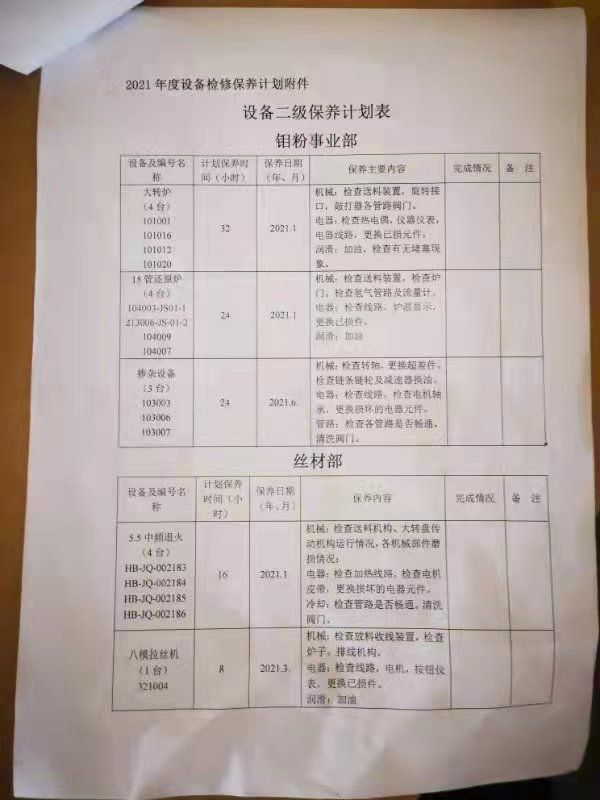 2021 年度设备检修保养计划附件
设备二级保养计划表
钼粉事业部
设备及编号名称 计划保养时间（小时） 保养日期（年、月） 保养主要内容 完成情况 备 注
大转炉
（4 台）
101001
101016
101012
101020
32
2021.1
机械：检查送料装置，旋转接
口，敲打器各管路阀门。
电器：检查热电偶，仪器仪表，
电器线路，更换已损元件。
润滑：加油，检查有无堵塞现
象。
15 管还原炉
（4 台）
104003-JS01-1
213006-JS-01-2
104009
104007
24
2021.1
机械：检查送料装置，检查炉
门，检查氢气管路及流量计。
电器：检查线路，炉温显示，
更换已损件。
润滑：加油
掺杂设备
（3 台）
103003
103006
103007
24
2021.6.
机械：检查转轴，更换超差件。
检查链条链轮及减速器换油。
电器：检查线路，检查电机轴
承，更换损坏的电器元件。
管路：检查各管路是否畅通。
清洗阀门。
丝材部
设备及编号名称 计划保养时间（小时） 保养日期（年、月） 保养内容 完成情况 备 注
5.5 中频退火
（4 台）
HB-JQ-002183
HB-JQ-002184
HB-JQ-002185
HB-JQ-002186
16
2021.1.
机械：检查送料机构、大转盘传
动机构运行情况，各机械部件磨
损情况；
电器：检查加热线路，检查电机
皮带，更换损坏的电器元件。
冷却：检查管路是否畅通。清洗
阀门。
八模拉丝机
（1 台）
321004
8
2021.3.
机械：检查放料收线装置，检查
炉子，排线机构。
电器：检查线路，电机，按钮仪
表，更换已损件。
润滑：加油